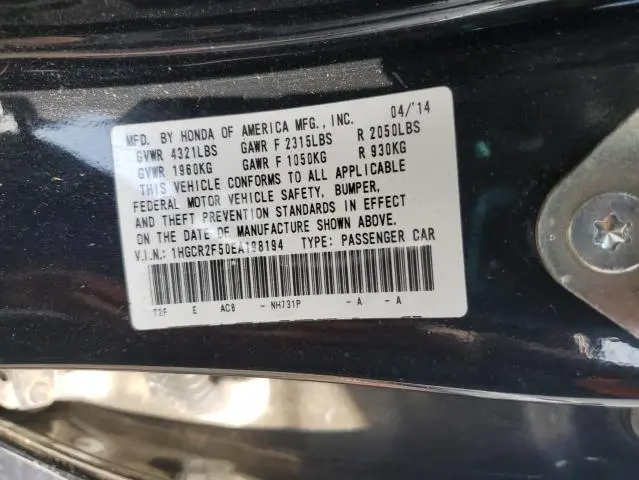 MFD. BY HONDA OF AMERICA MFG., INC. 04/'14
GVWR 4321LBS GAWR F 2315LBS R 2050LBS
GVWR 1960KG GAWR F 1050KG R 930KG
THIS VEHICLE CONFORMS TO ALL APPLICABLE
FEDERAL MOTOR VEHICLE SAFETY, BUMPER,
AND THEFT PREVENTION STANDARDS IN EFFECT
ON THE DATE OF MANUFACTURE SHOWN ABOVE.
V.I.N.: 1HGCR2F50EA198194 TYPE: PASSENGER CAR
T2F E AC8 - NH731P - A - A